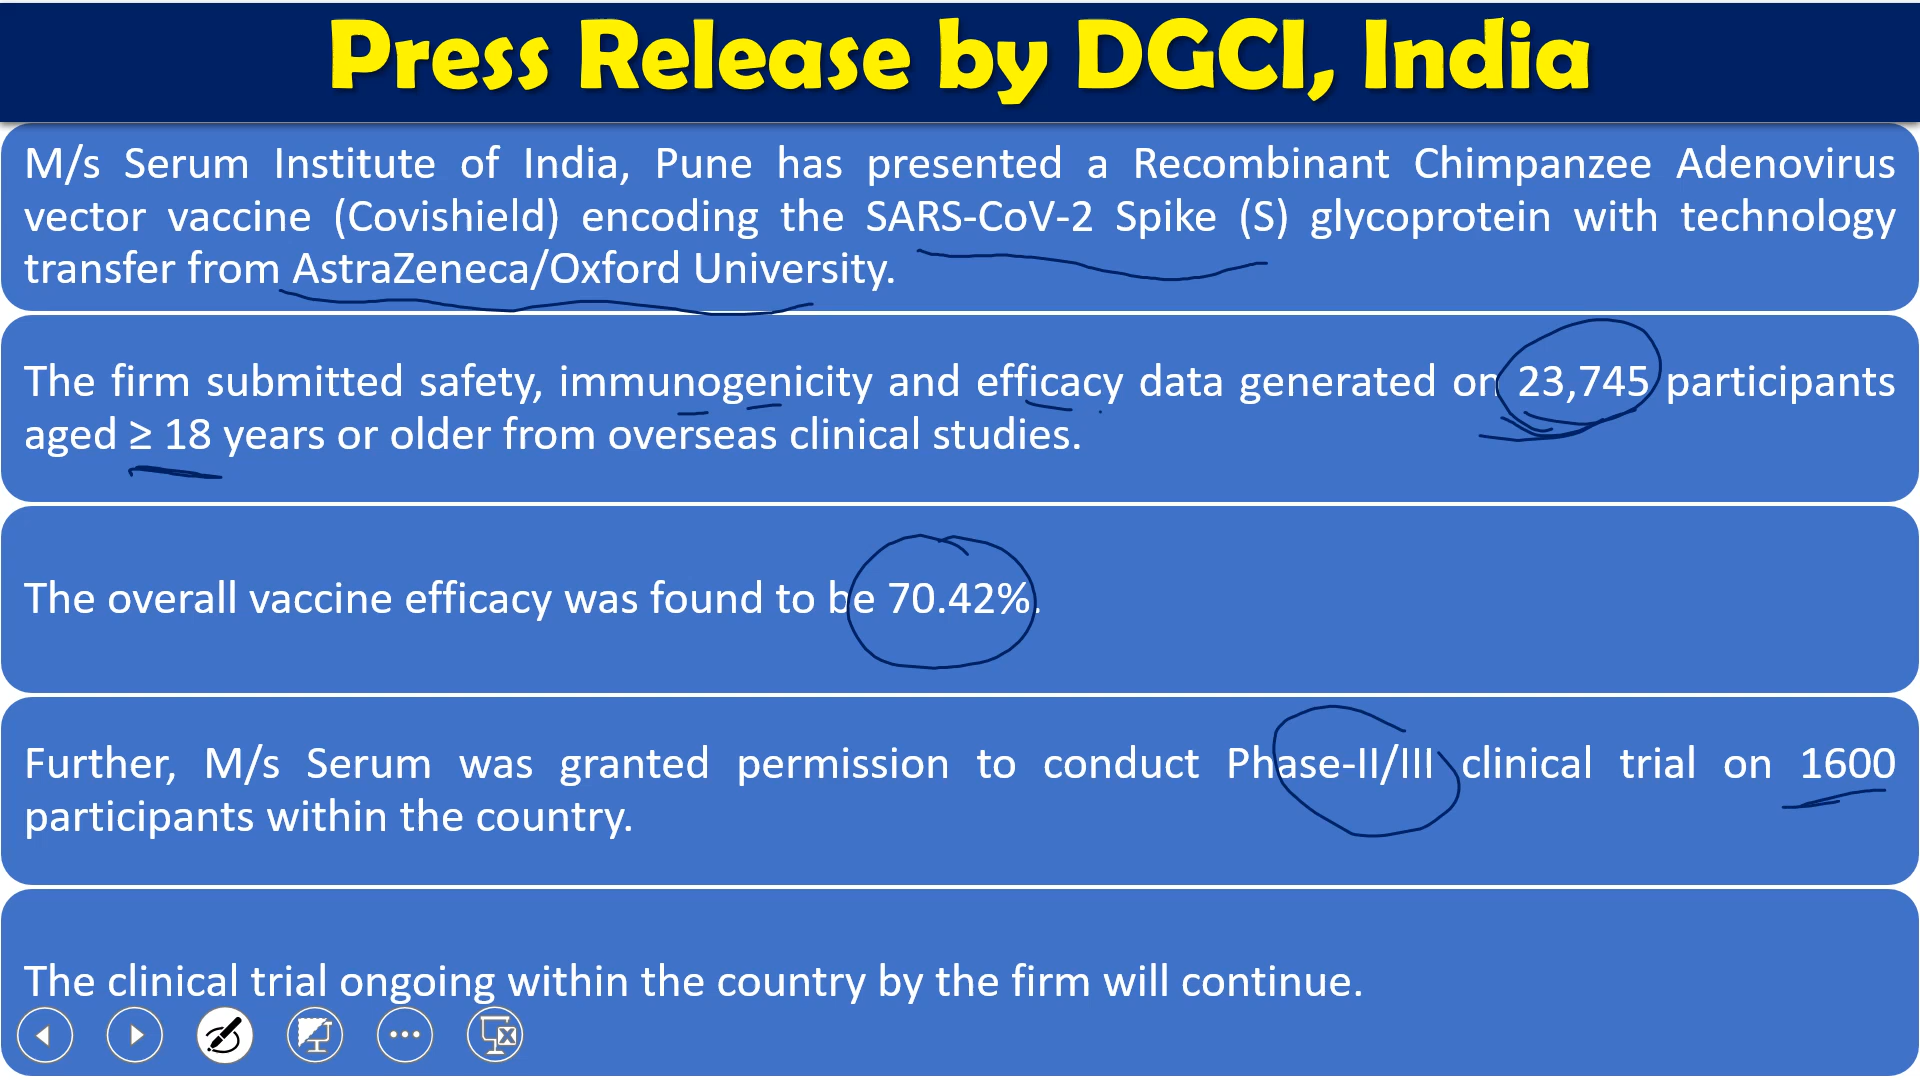 Press Release by DGCI, India
M/s Serum Institute of India, Pune has presented a Recombinant Chimpanzee Adenovirus
vector vaccine (Covishield) encoding the SARS-CoV-2 Spike (S) glycoprotein with technology
transfer from AstraZeneca/Oxford University.
The firm submitted safety, immunogenicity and efficacy data generated on 23,745 participants
aged ≥ 18 years or older from overseas clinical studies.
The overall vaccine efficacy was found to be 70.42%.
Further, M/s Serum was granted permission to conduct Phase-II/III clinical trial on 1600
participants within the country.
The clinical trial ongoing within the country by the firm will continue.